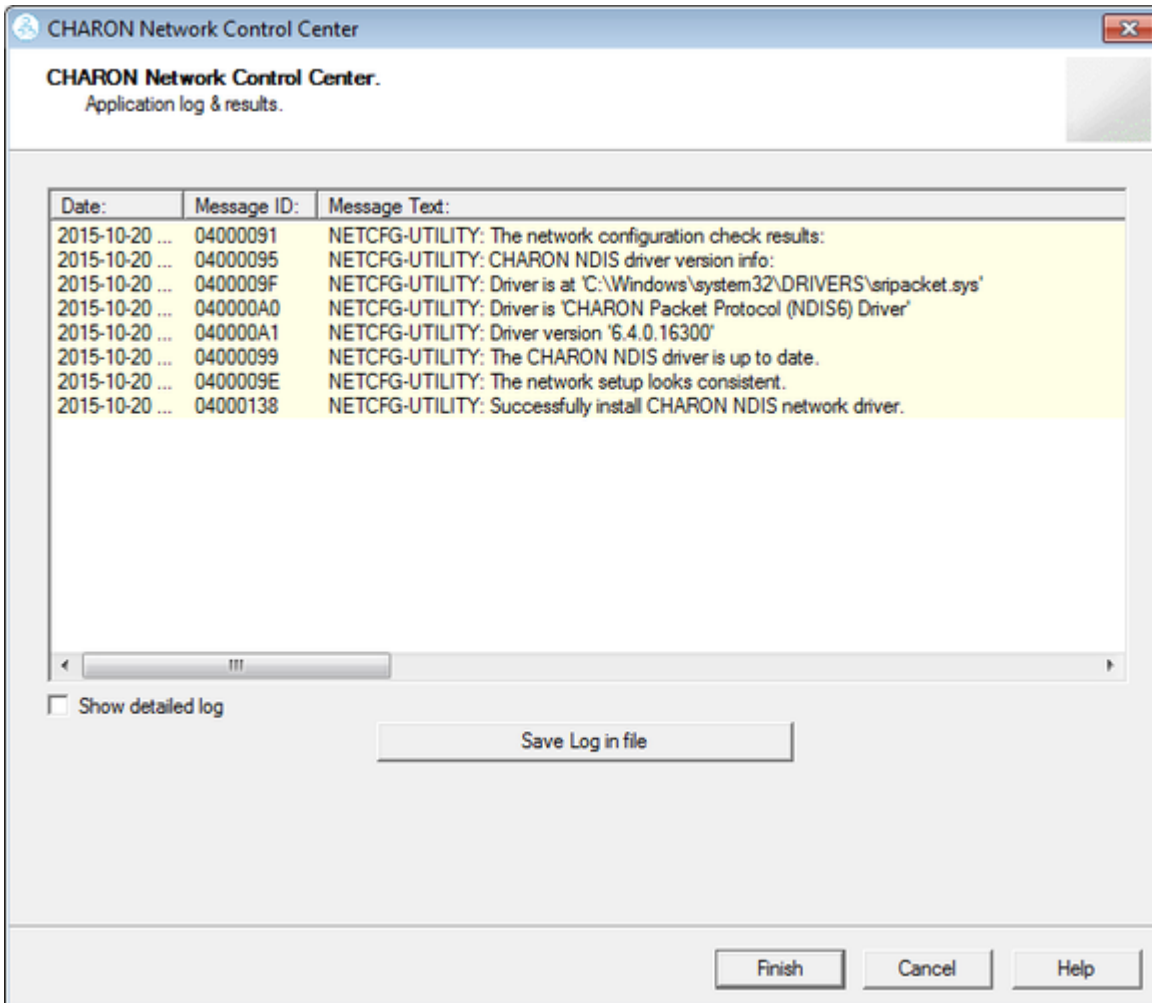 CHARON Network Control Center
CHARON Network Control Center.
Application log & results.
Date: Message ID: Message Text:
2015-10-20 ... 04000091 NETCFG-UTILITY: The network configuration check results:
2015-10-20 ... 04000095 NETCFG-UTILITY: CHARON NDIS driver version info:
2015-10-20 ... 0400009F NETCFG-UTILITY: Driver is at 'C:\Windows\system32\DRIVERS\sripacket.sys'
2015-10-20 ... 040000A0 NETCFG-UTILITY: Driver is 'CHARON Packet Protocol (NDIS6) Driver'
2015-10-20 ... 040000A1 NETCFG-UTILITY: Driver version '6.4.0.16300'
2015-10-20 ... 04000099 NETCFG-UTILITY: The CHARON NDIS driver is up to date.
2015-10-20 ... 0400009E NETCFG-UTILITY: The network setup looks consistent.
2015-10-20 ... 04000138 NETCFG-UTILITY: Successfully install CHARON NDIS network driver.
Show detailed log
Save Log in file
Finish Cancel Help